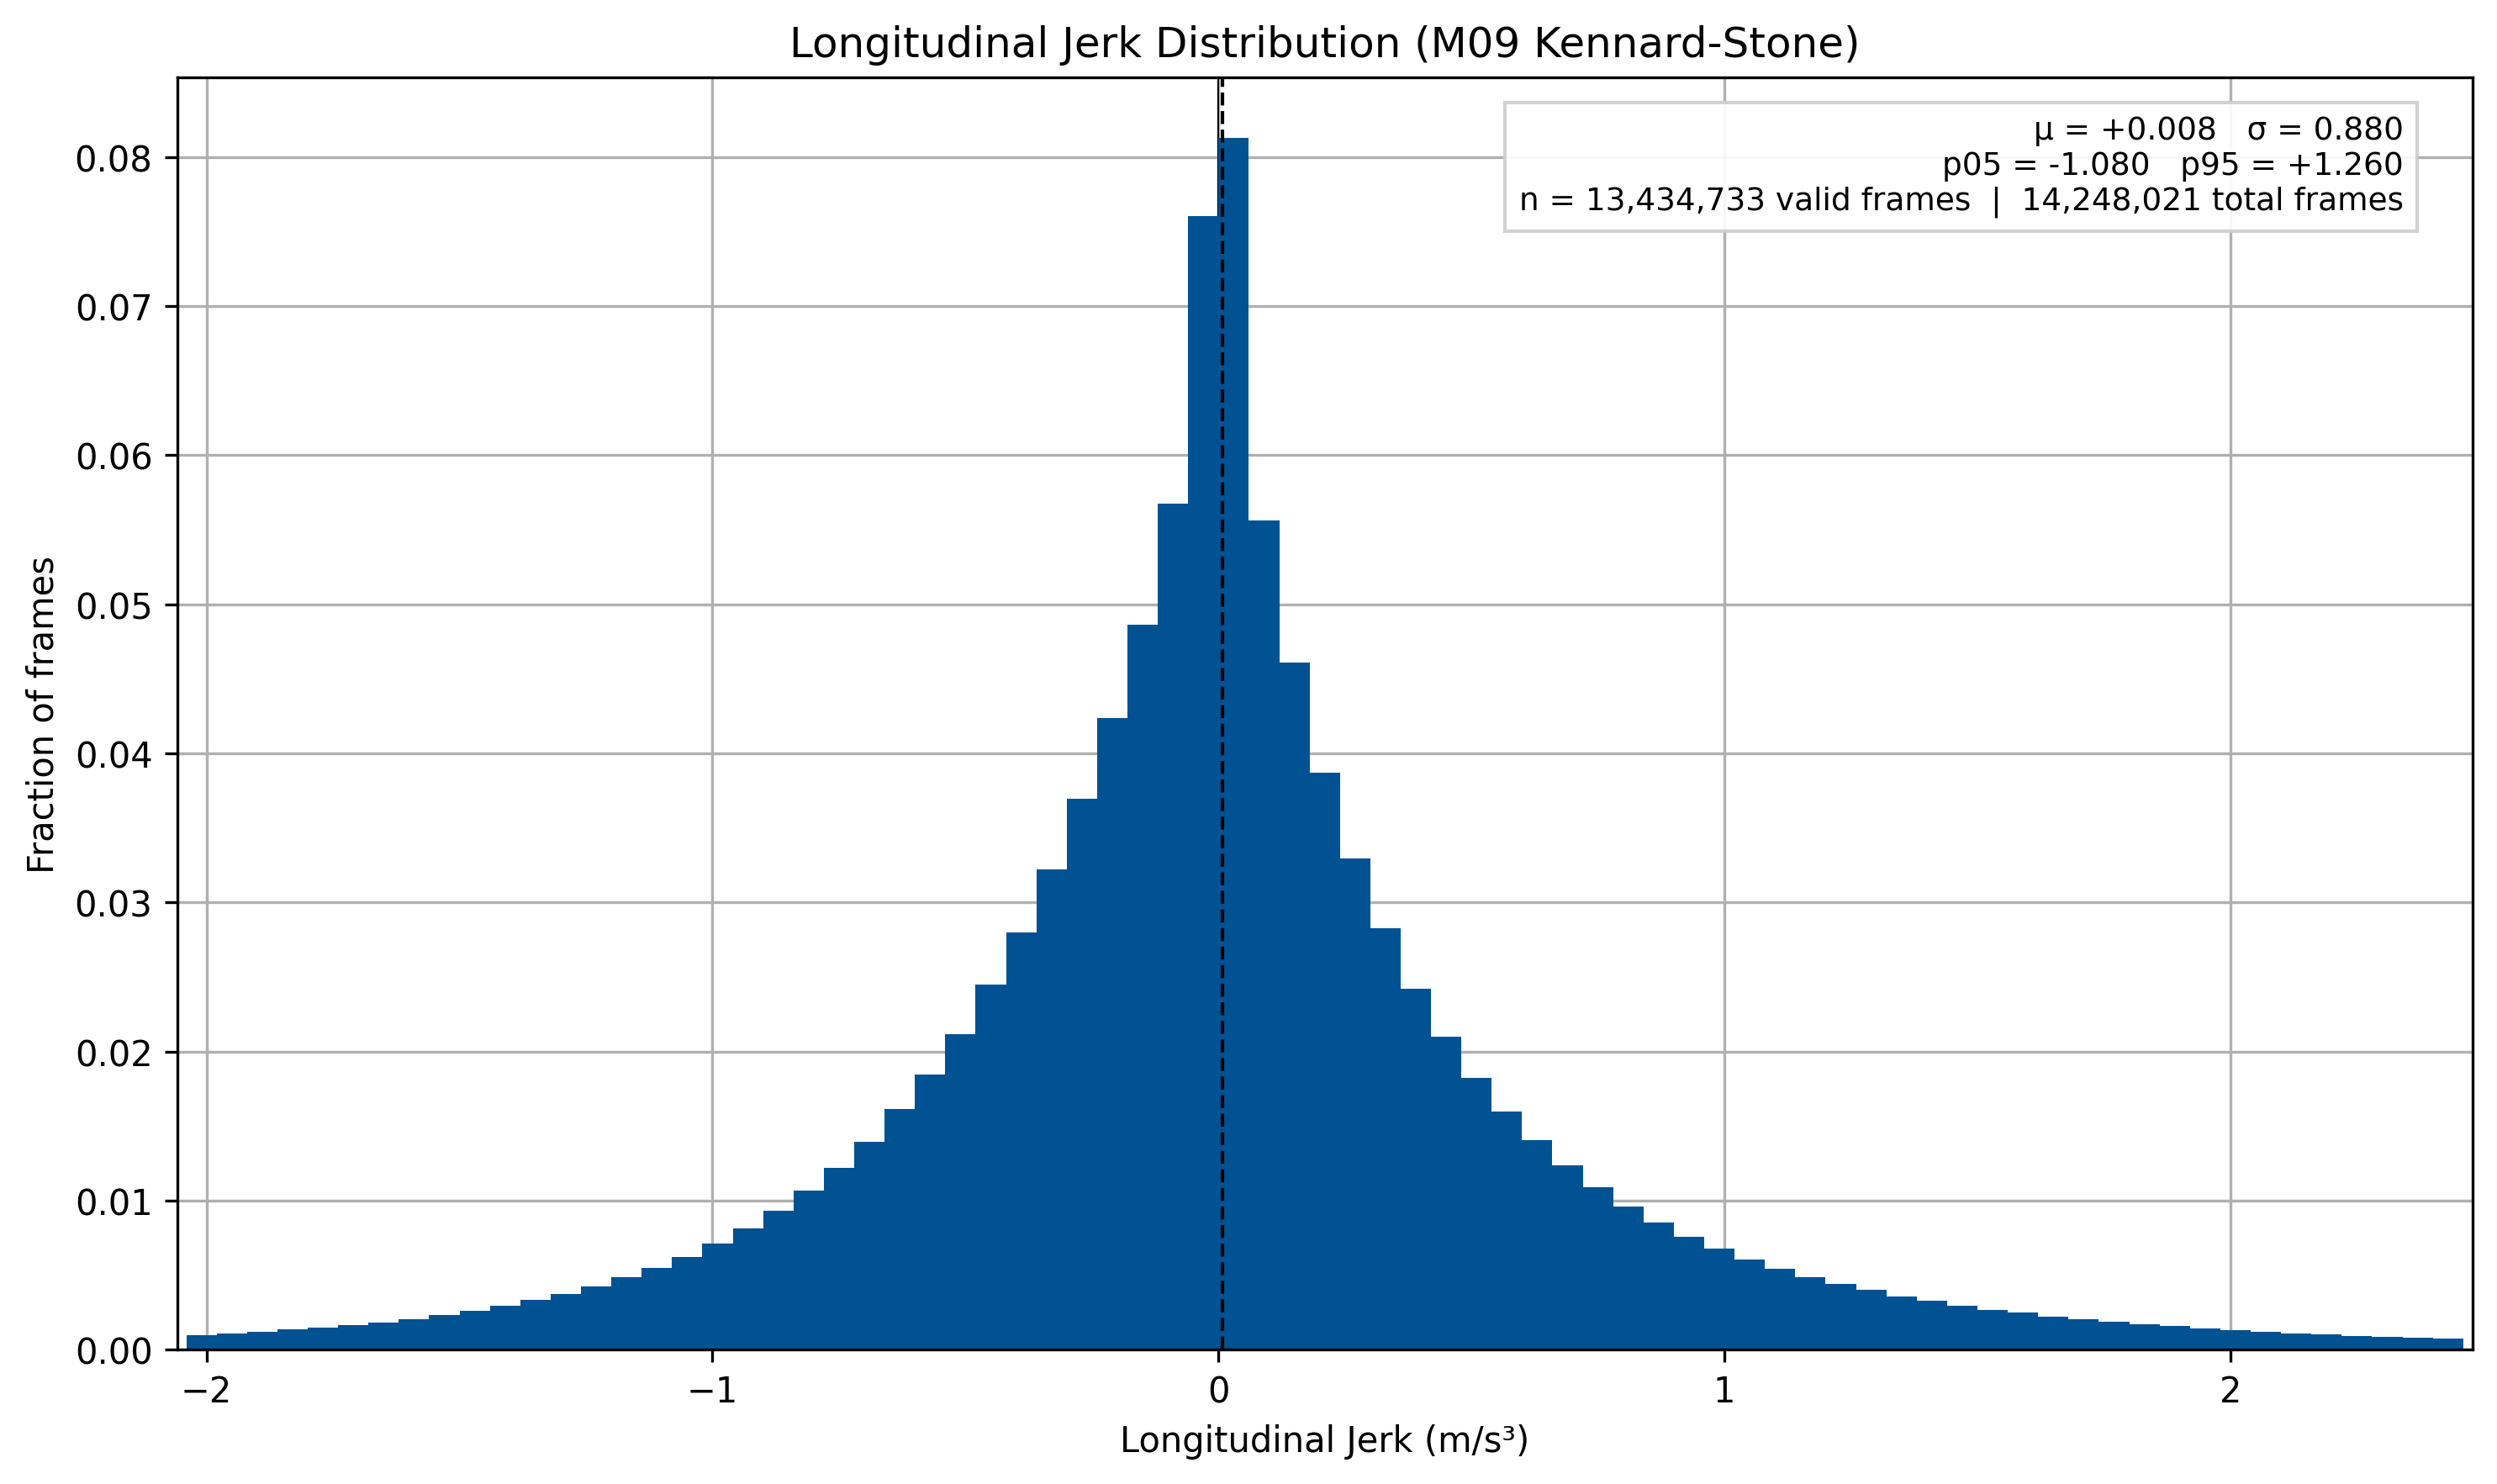 Longitudinal Jerk Distribution (M09 Kennard-Stone)
μ = +0.008   σ = 0.880
p05 = -1.080   p95 = +1.260
n = 13,434,733 valid frames  |  14,248,021 total frames
Fraction of frames
0.08
0.07
0.06
0.05
0.04
0.03
0.02
0.01
0.00
−2
−1
0
1
2
Longitudinal Jerk (m/s³)